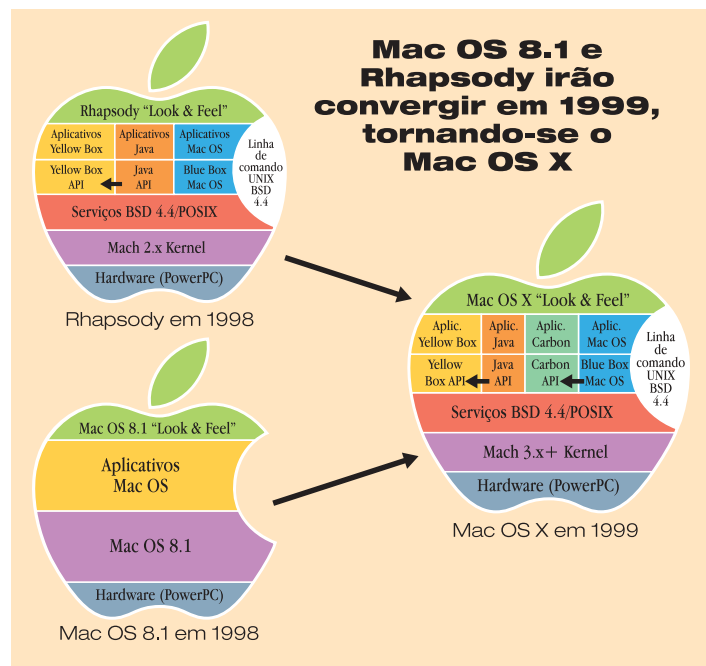 Mac OS 8.1 e
Rhapsody irão
convergir em 1999,
tornando-se o
Mac OS X
Rhapsody “Look & Feel”
Aplicativos
Yellow Box
Aplicativos
Java
Aplicativos
Mac OS
Yellow Box
API
Java
API
Blue Box
Mac OS
Linha
de
comando
UNIX
BSD
4.4
Serviços BSD 4.4/POSIX
Mach 2.x Kernel
Hardware (PowerPC)
Rhapsody em 1998
Mac OS 8.1 “Look & Feel”
Aplicativos
Mac OS
Mac OS 8.1
Hardware (PowerPC)
Mac OS 8.1 em 1998
Mac OS X “Look & Feel”
Aplic.
Yellow Box
Aplic.
Java
Aplic.
Carbon
Aplic.
Mac OS
Yellow
Box API
Java
API
Carbon
API
Blue Box
Mac OS
Linha
de
comando
UNIX
BSD
4.4
Serviços BSD 4.4/POSIX
Mach 3.x+ Kernel
Hardware (PowerPC)
Mac OS X em 1999